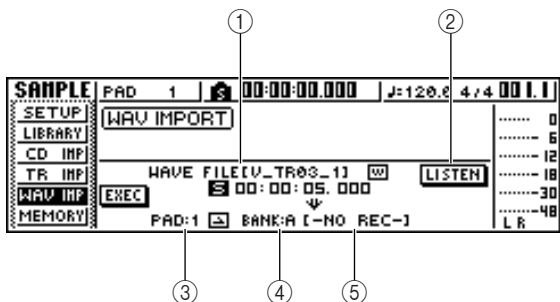 ① ②
SAMPLE PAD 1 S 00:00:00.000 ♩=120.0 4/4 001.1
SETUP
LIBRARY
CD IMP
TR IMP
WAV IMP
MEMORY
WAV IMPORT
WAVE FILE[V_TR03_1] W LISTEN
S 00:00:05.000
EXEC
PAD:1 BANK:A [-NO REC-]
0
6
12
18
30
48
L R
③ ④ ⑤